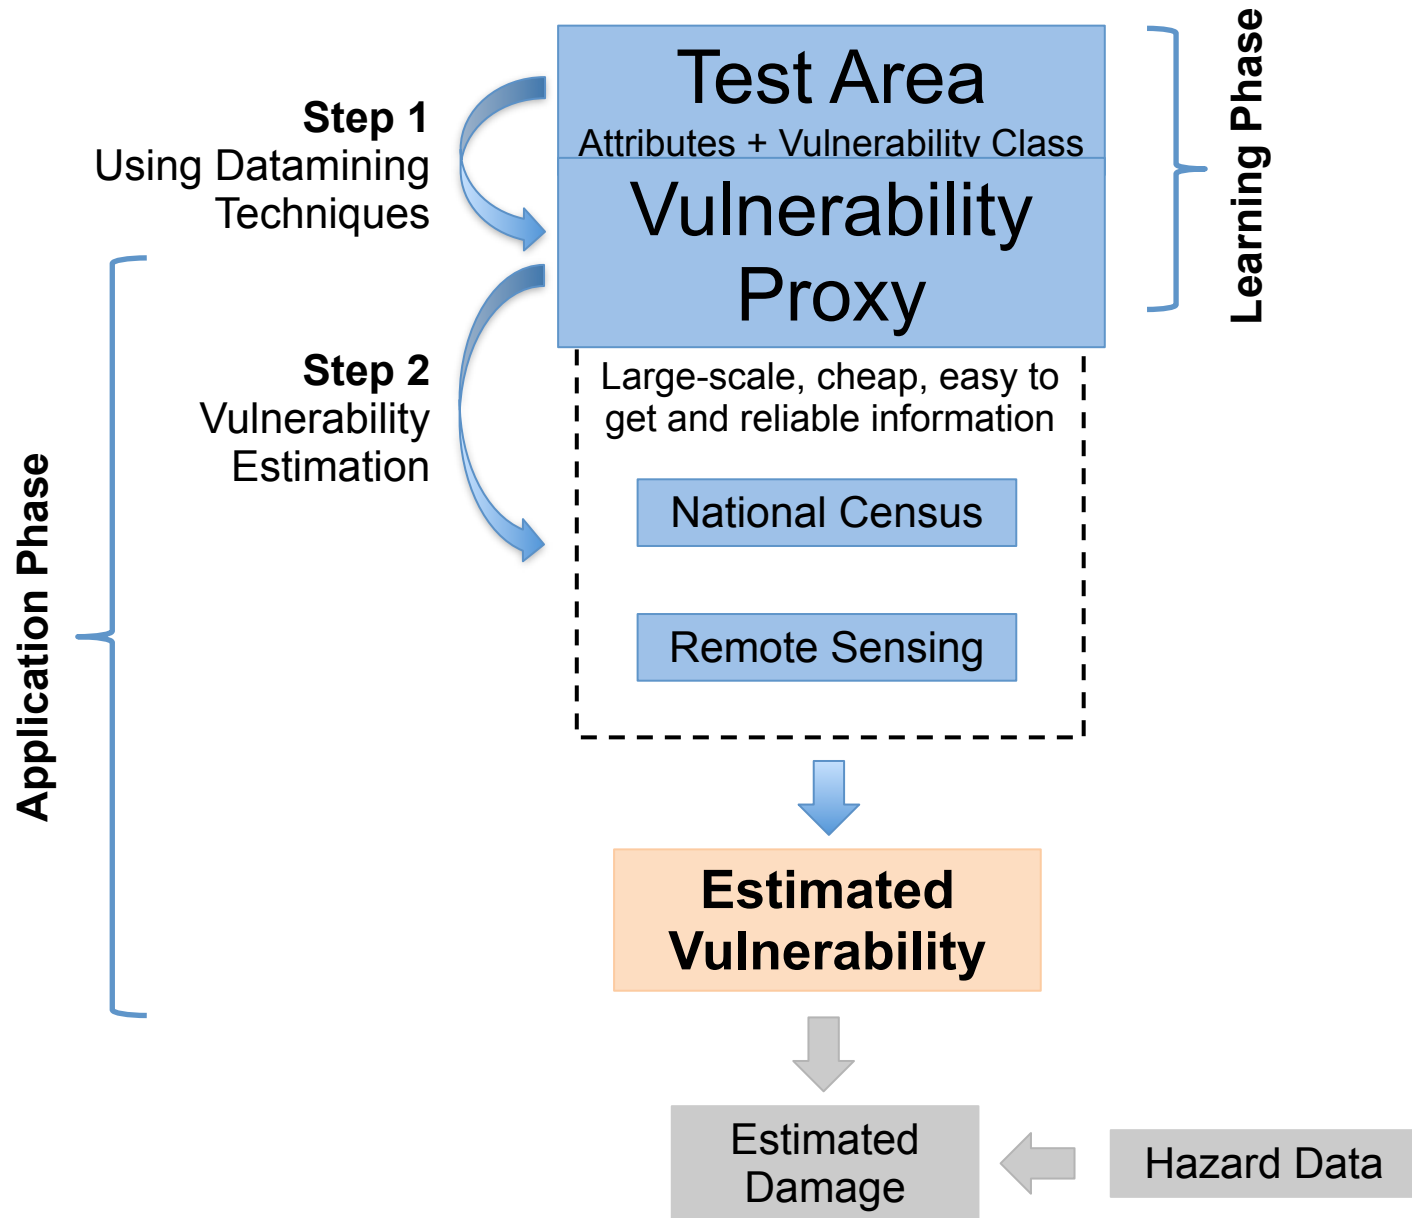 Test Area
Attributes + Vulnerability Class
Learning Phase
Step 1
Using Datamining
Techniques
Vulnerability
Proxy
Application Phase
Step 2
Vulnerability
Estimation
Large-scale, cheap, easy to
get and reliable information
National Census
Remote Sensing
Estimated
Vulnerability
Estimated
Damage
Hazard Data